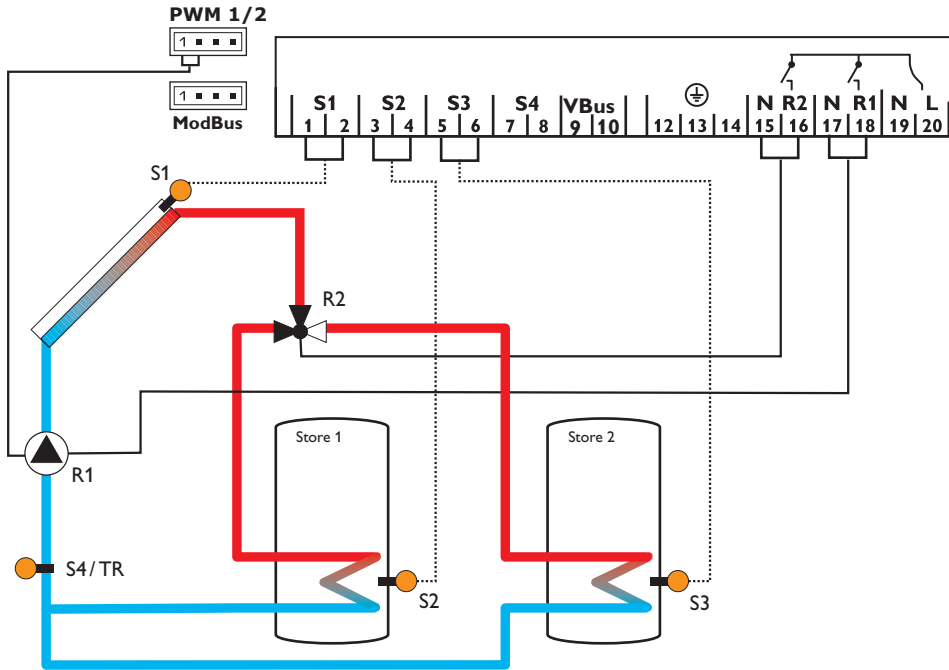 PWM 1/2
1
1
ModBus
S1 S2 S3 S4 VBus N R2 N R1 N L
1 2 3 4 5 6 7 8 9 10 12 13 14 15 16 17 18 19 20
S1
R2
Store 1
Store 2
R1
S4/TR
S2
S3